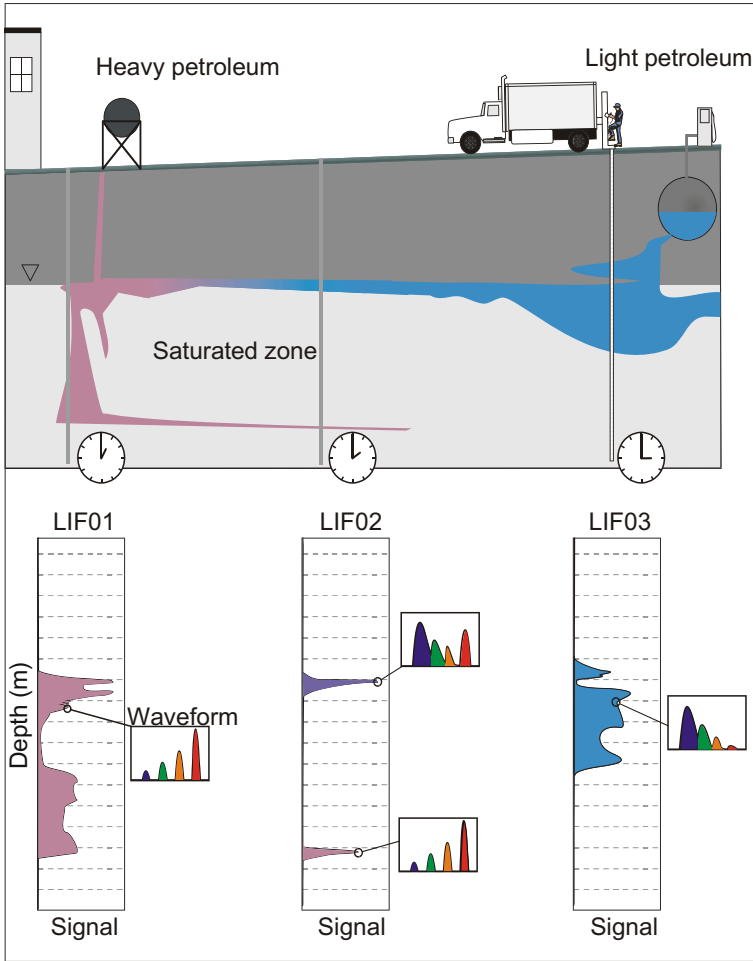 Heavy petroleum
Light petroleum
Saturated zone
LIF01
LIF02
LIF03
Depth (m)
Waveform
Signal
Signal
Signal